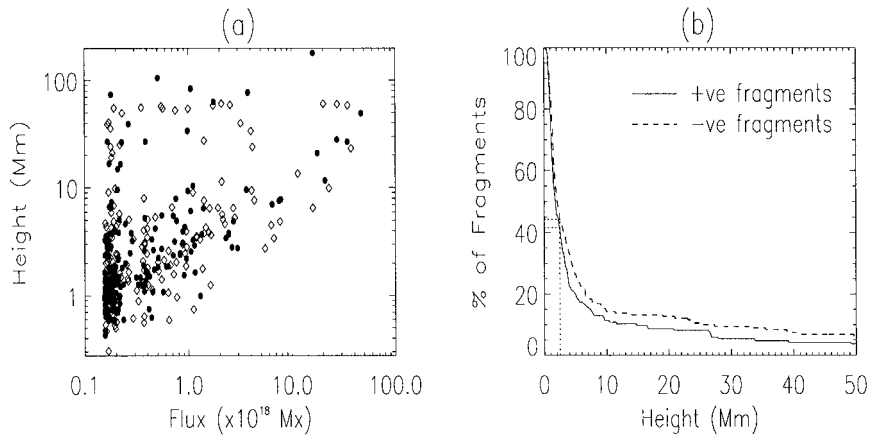 (a)
100
10
1
Height (Mm)
0.1 1.0 10.0 100.0
Flux (x10¹⁸ Mx)
(b)
100
80
60
40
20
0
% of Fragments
+ve fragments
-ve fragments
0 10 20 30 40 50
Height (Mm)